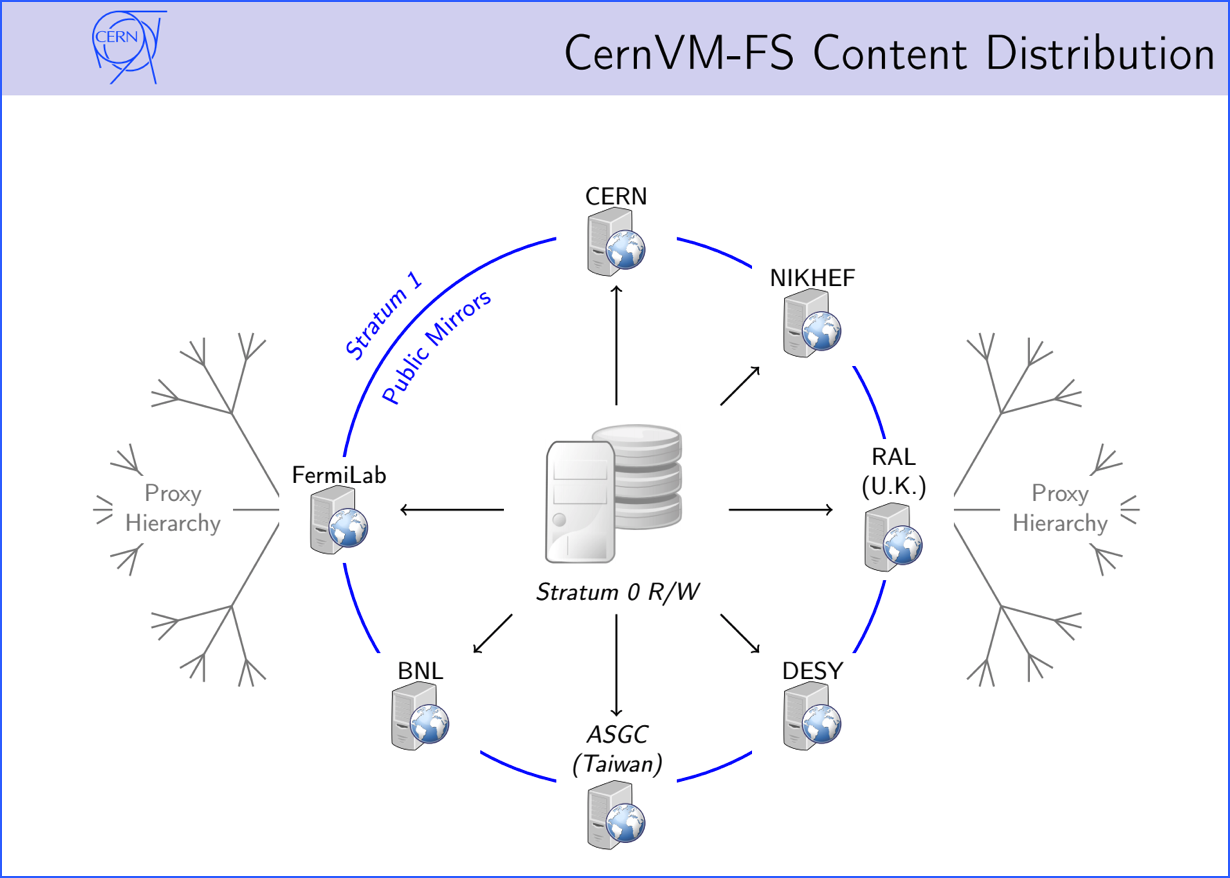 CERN
CernVM-FS Content Distribution
CERN
NIKHEF
Stratum 1
Public Mirrors
FermiLab
RAL
(U.K.)
Proxy
Hierarchy
Proxy
Hierarchy
Stratum 0 R/W
BNL
DESY
ASGC
(Taiwan)